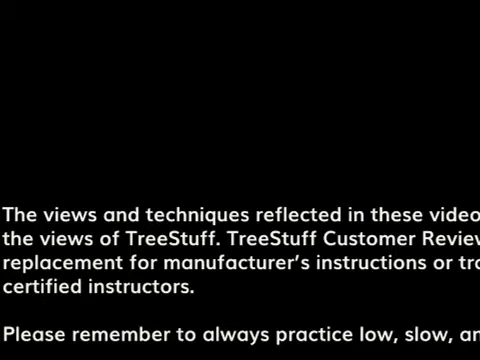 The views and techniques reflected in these video
the views of TreeStuff. TreeStuff Customer Review
replacement for manufacturer’s instructions or tra
certified instructors.
Please remember to always practice low, slow, an